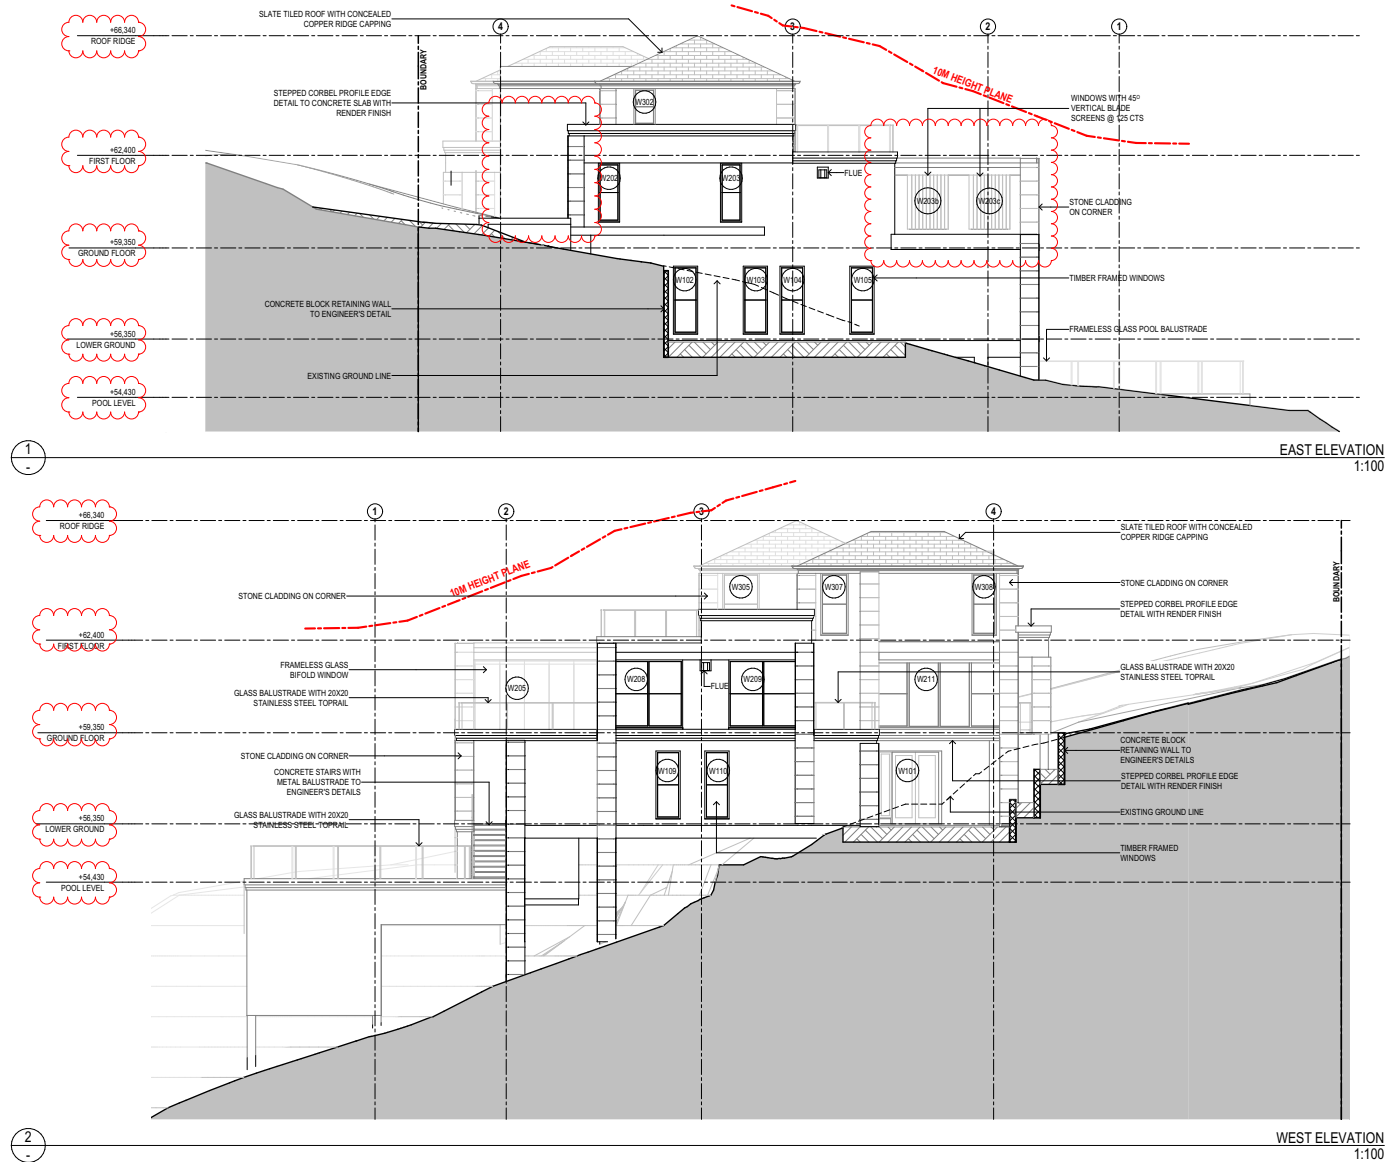 SLATE TILED ROOF WITH CONCEALED
COPPER RIDGE CAPPING
+66,340
ROOF RIDGE
4
3
2
1
BOUNDARY
10M HEIGHT PLANE
STEPPED CORBEL PROFILE EDGE
DETAIL TO CONCRETE SLAB WITH
RENDER FINISH
W302
WINDOWS WITH 45º
VERTICAL BLADE
SCREENS @ 125 CTS
+62,400
FIRST FLOOR
W202
W203
FLUE
W203b
W203c
STONE CLADDING
ON CORNER
+59,350
GROUND FLOOR
W102
W103
W104
W105
TIMBER FRAMED WINDOWS
CONCRETE BLOCK RETAINING WALL
TO ENGINEER'S DETAIL
+56,350
LOWER GROUND
FRAMELESS GLASS POOL BALUSTRADE
EXISTING GROUND LINE
+54,430
POOL LEVEL
1
-
EAST ELEVATION
1:100
+66,340
ROOF RIDGE
1
2
3
4
SLATE TILED ROOF WITH CONCEALED
COPPER RIDGE CAPPING
BOUNDARY
10M HEIGHT PLANE
STONE CLADDING ON CORNER
W305
W307
W308
STONE CLADDING ON CORNER
STEPPED CORBEL PROFILE EDGE
DETAIL WITH RENDER FINISH
+62,400
FIRST FLOOR
FRAMELESS GLASS
BIFOLD WINDOW
GLASS BALUSTRADE WITH 20X20
STAINLESS STEEL TOPRAIL
W205
W208
FLUE
W209
W211
GLASS BALUSTRADE WITH 20X20
STAINLESS STEEL TOPRAIL
+59,350
GROUND FLOOR
STONE CLADDING ON CORNER
CONCRETE STAIRS WITH
METAL BALUSTRADE TO
ENGINEER'S DETAILS
W109
W110
W101
CONCRETE BLOCK
RETAINING WALL TO
ENGINEER'S DETAILS
STEPPED CORBEL PROFILE EDGE
DETAIL WITH RENDER FINISH
+56,350
LOWER GROUND
GLASS BALUSTRADE WITH 20X20
STAINLESS STEEL TOPRAIL
EXISTING GROUND LINE
TIMBER FRAMED
WINDOWS
+54,430
POOL LEVEL
2
-
WEST ELEVATION
1:100